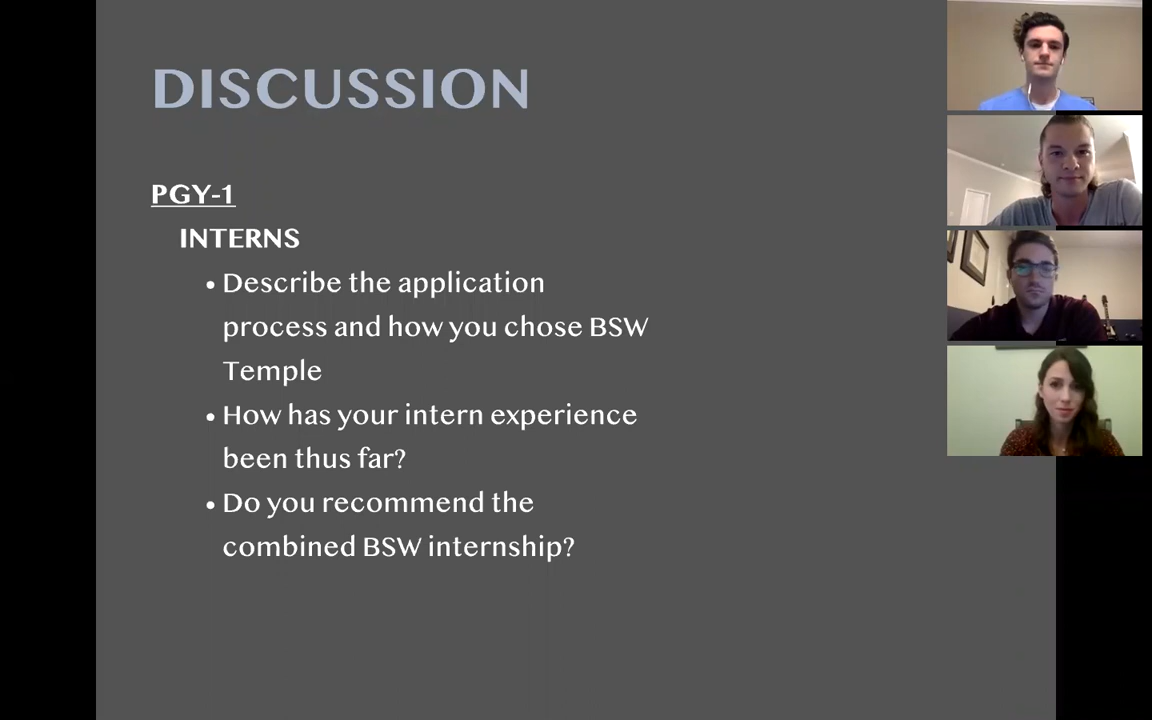 DISCUSSION
PGY-1
INTERNS
• Describe the application
process and how you chose BSW
Temple
• How has your intern experience
been thus far?
• Do you recommend the
combined BSW internship?